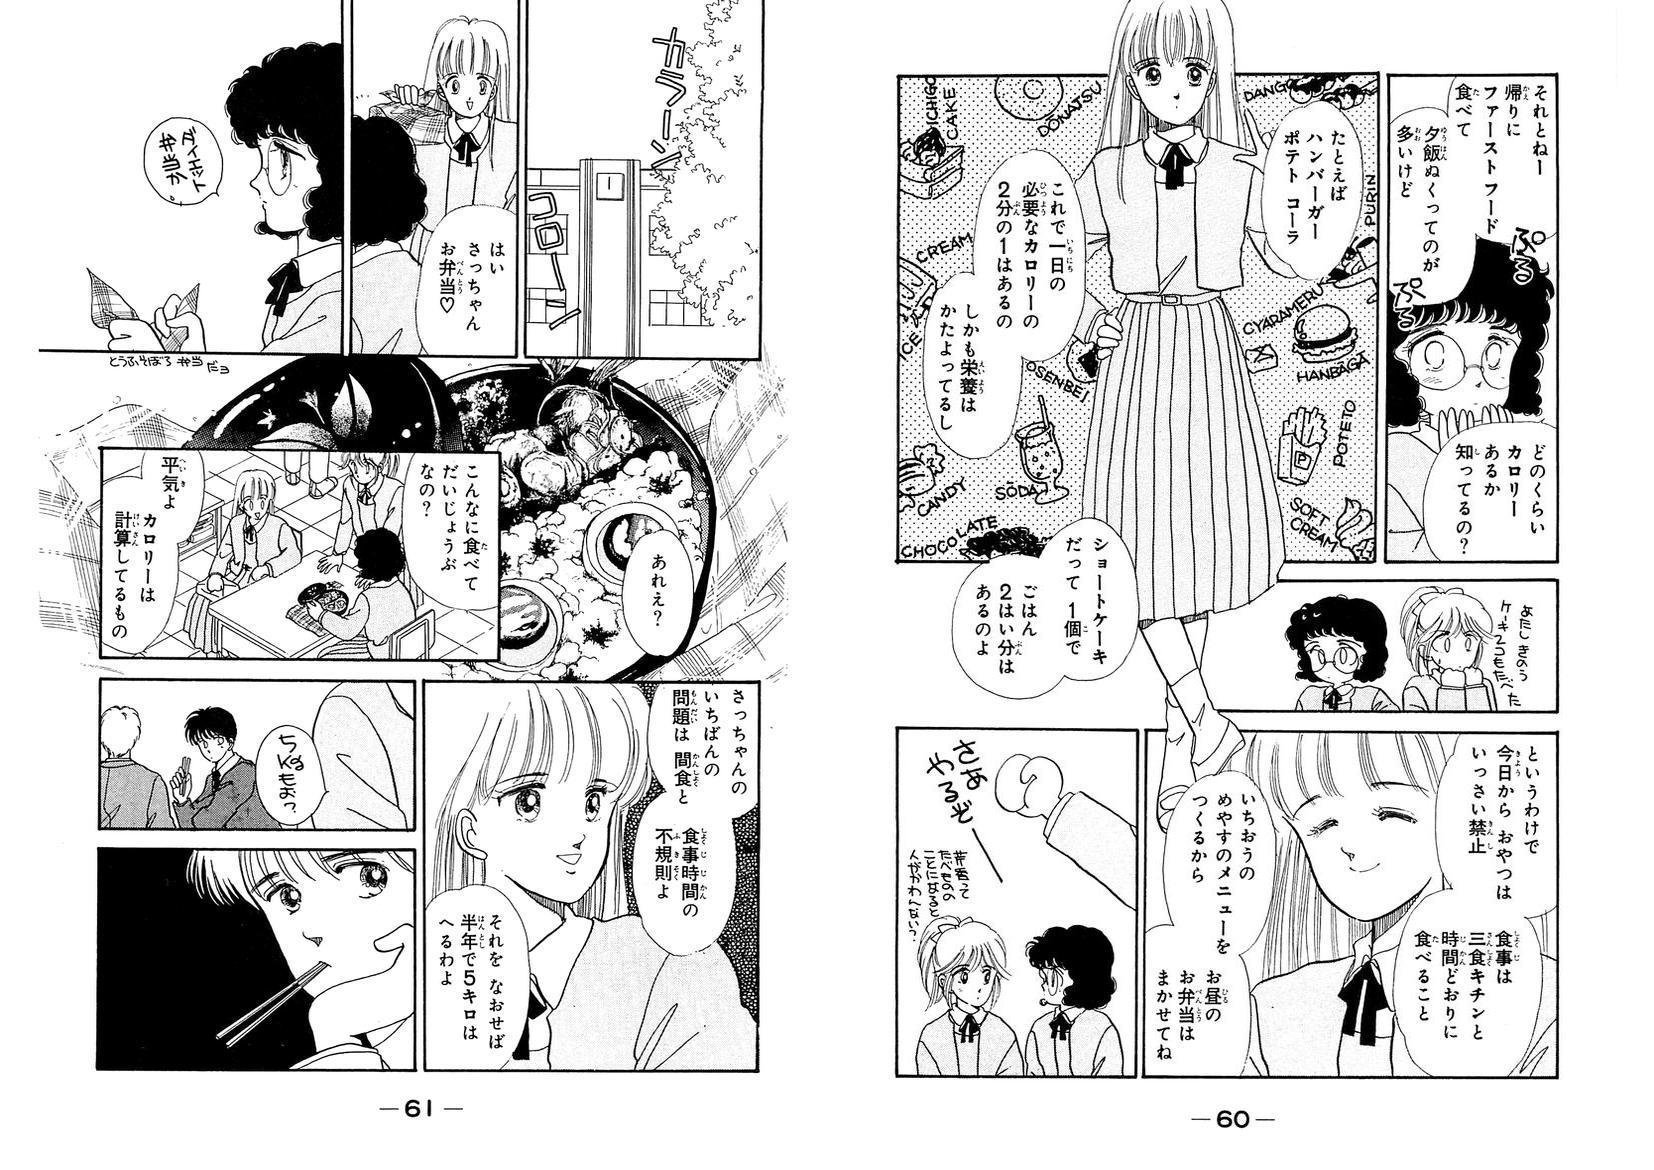 それとねー
帰りに
ファーストフード
食べて
夕飯ぬくってのが
多いけど
ぷる
ぷる
どのくらい
カロリー
あるか
知ってるの?
たとえば
ハンバーガー
ポテト コーラ
これで一日の
必要なカロリーの
2分の1はあるの
しかも栄養は
かたよってるし
ICHIGO
CAKE
DŌNATSU
DANGO
PURIN
CREAM
ICE
GYARAMERU
HANBAGA
OSENBEI
POTETO
P
CANDY
SŌDA
SOFT
CREAM
CHOCOLATE
ショートケーキ
だって 1個で
ごはん
2はい分は
あるのよ
あたしきのう
ケーキ2コもたべた
というわけで
今日から おやつは
いっさい禁止
食事は
三食キチンと
時間どおりに
食べること
いちおうの
めやすのメニューを
つくるから
お昼の
お弁当は
まかせてね
さあ
やるぞー
たべものの
ことになると
人がかわんない?
—60—
カラーン
コローン
はい
さっちゃん
お弁当♡
ダイエット
弁当か。
とうふそぼろ弁当
だヨ
あれえ?
こんなに食べて
だいじょうぶ
なの?
平気よ
カロリーは
計算してるもの
さっちゃんの
いちばんの
問題は 間食と
食事時間の
不規則よ
それを なおせば
半年で5キロは
へるわよ
5kgもぉ?
—61—